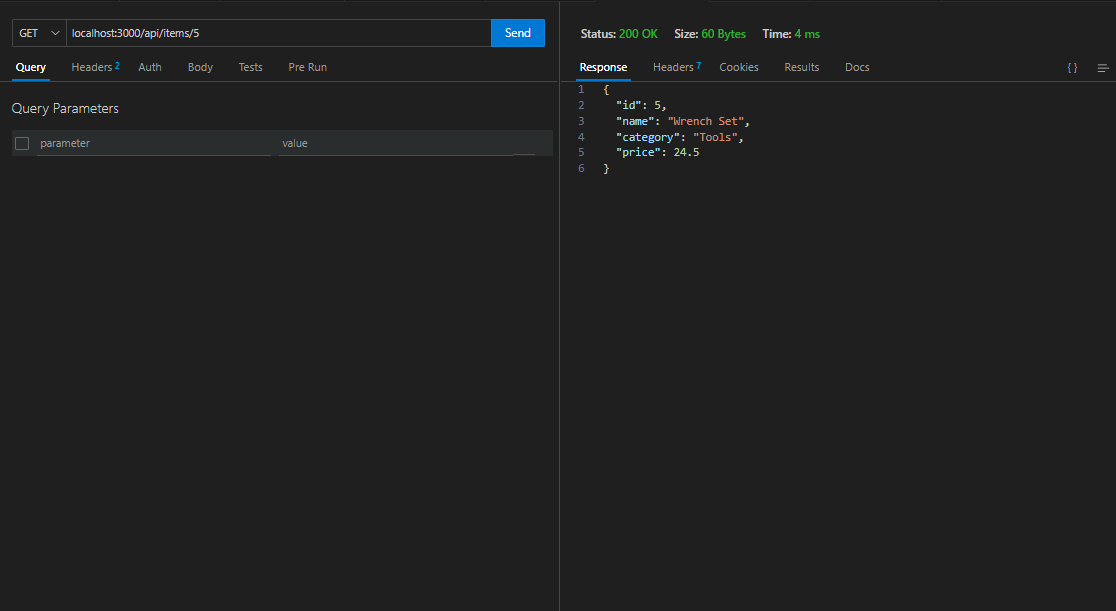 GET localhost:3000/api/items/5 Send
Query Headers 2 Auth Body Tests Pre Run
Query Parameters
parameter value
Status: 200 OK Size: 60 Bytes Time: 4 ms
Response Headers 7 Cookies Results Docs { }
1 {
2 "id": 5,
3 "name": "Wrench Set",
4 "category": "Tools",
5 "price": 24.5
6 }